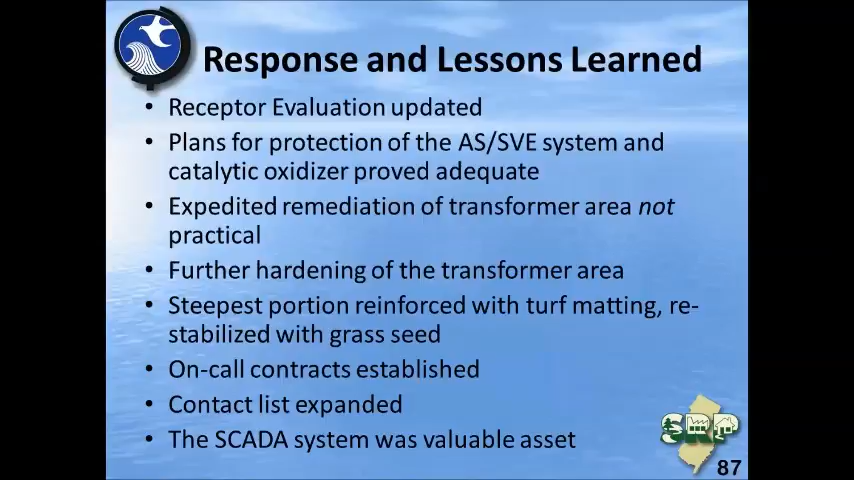 Response and Lessons Learned
• Receptor Evaluation updated
• Plans for protection of the AS/SVE system and
catalytic oxidizer proved adequate
• Expedited remediation of transformer area not
practical
• Further hardening of the transformer area
• Steepest portion reinforced with turf matting, re-
stabilized with grass seed
• On-call contracts established
• Contact list expanded
• The SCADA system was valuable asset
SRP
87